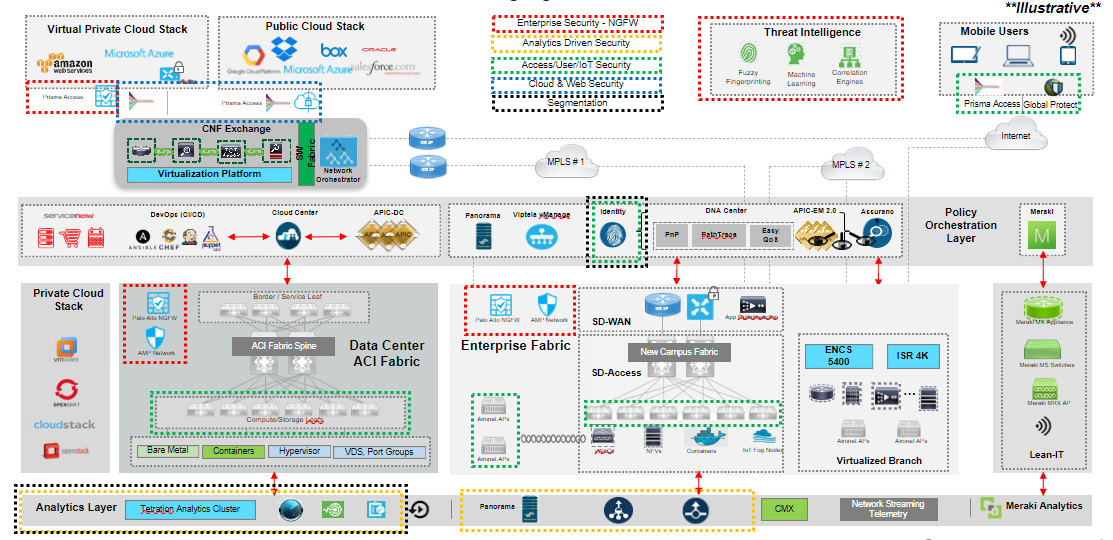 **Illustrative**
Virtual Private Cloud Stack
Public Cloud Stack
Enterprise Security - NGFW
Analytics Driven Security
Access/User/IoT Security
Cloud & Web Security
Segmentation
Threat Intelligence
Fuzzy
Fingerprinting
Machine
Learning
Correlation
Engines
Mobile Users
amazon
web services
Microsoft Azure
Google Cloud Platform
Microsoft Azure
box
ORACLE
salesforce.com
Prisma Access
Prisma Access
Prisma Access
Global Protect
Internet
CNF Exchange
Virtualization Platform
SW
Fabric
Network
Orchestrator
MPLS # 1
MPLS # 2
servicenow
DevOps (CI/CD)
ANSIBLE
CHEF
puppet
Cloud Center
APIC-DC
APIC
Panorama
Viptela vManage
Identity
DNA Center
PnP
PathTrace
Easy
QoS
APIC-EM 2.0
Assurance
Policy
Orchestration
Layer
Meraki
Private Cloud
Stack
vmware
OPENSHIFT
cloudstack
openstack
Palo Alto NGFW
AMP Network
Border / Service Leaf
ACI Fabric Spine
Data Center
ACI Fabric
Compute/Storage Leafs
Bare Metal
Containers
Hypervisor
VDS, Port Groups
Palo Alto NGFW
AMP Network
Enterprise Fabric
SD-WAN
New Campus Fabric
SD-Access
Aironet APs
Aironet APs
NFVs
Containers
IoT Fog Nodes
ENCS
5400
ISR 4K
Aironet APs
Aironet APs
Virtualized Branch
Meraki MX Appliance
Meraki MS Switches
Meraki MRX AP
Lean-IT
Analytics Layer
Tetration Analytics Cluster
Panorama
CMX
Network Streaming
Telemetry
Meraki Analytics